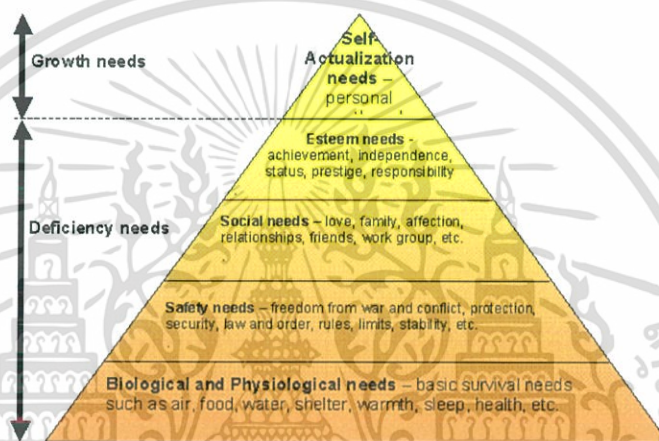 Growth needs
Self-
Actualization
needs –
personal
Esteem needs -
achievement, independence,
status, prestige, responsibility
Deficiency needs
Social needs – love, family, affection,
relationships, friends, work group, etc.
Safety needs – freedom from war and conflict, protection,
security, law and order, rules, limits, stability, etc.
Biological and Physiological needs – basic survival needs
such as air, food, water, shelter, warmth, sleep, health, etc.